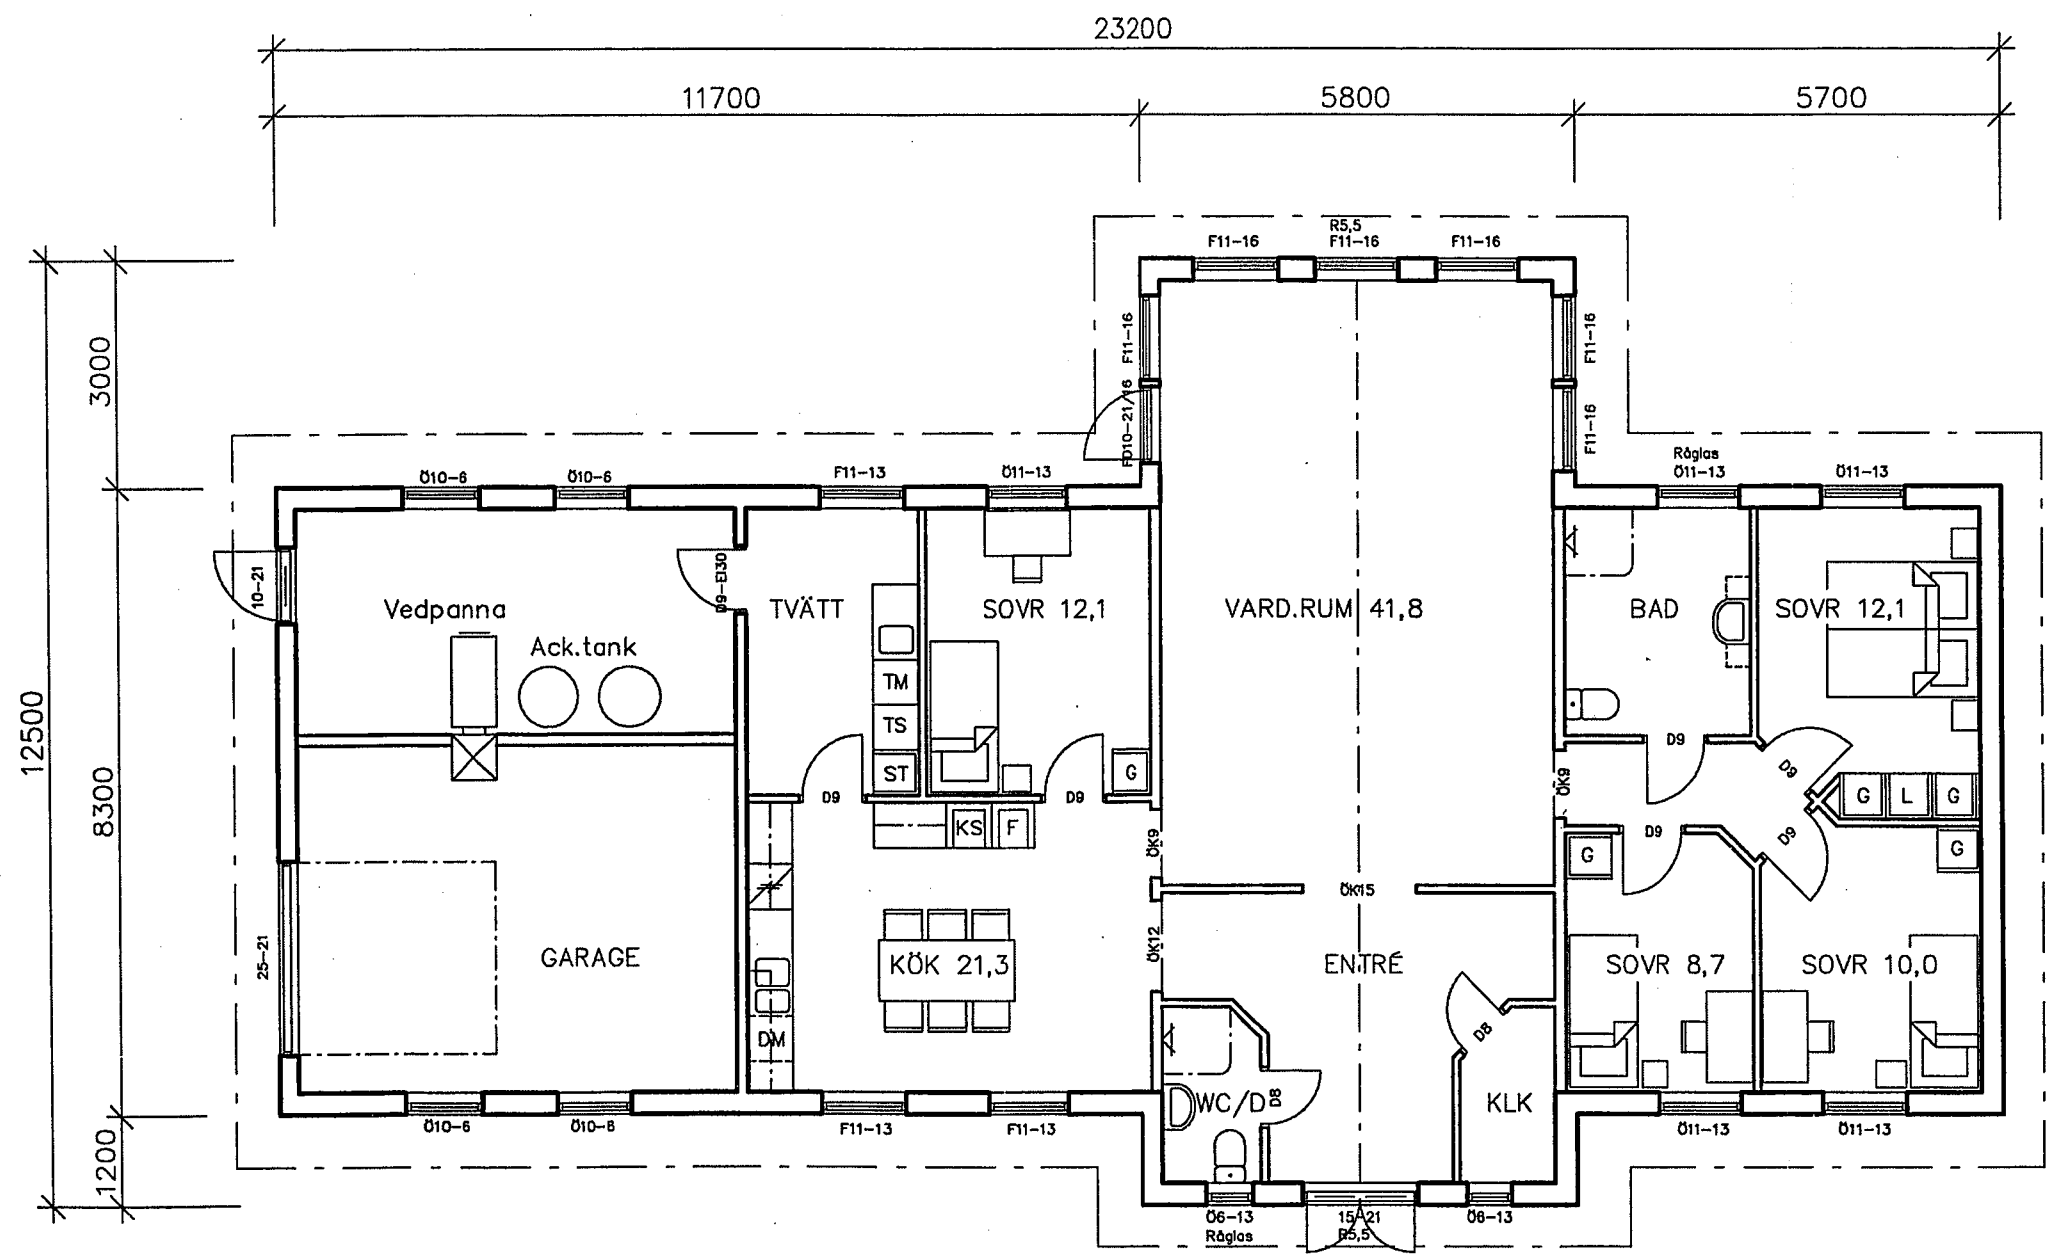 23200
11700 5800 5700
R5,5
F11-16 F11-16 F11-16
12500
3000
8300
1200
F11-16
FD10-21/16
F11-16
F11-16
Råglas
Ö10-6 Ö10-6 F11-13 Ö11-13 Ö11-13 Ö11-13
10-21
D9-EI30
Vedpanna
TVÄTT
SOVR 12,1
VARD.RUM 41,8
BAD
SOVR 12,1
Ack.tank
TM
TS
ST
G
D9
D9
D9
D9
ÖK9
G L G
KS F
D9
D9
G
G
ÖK9
ÖK15
ÖK12
25-21
GARAGE
KÖK 21,3
ENTRÉ
SOVR 8,7
SOVR 10,0
DM
D8
WC/D
D8
KLK
Ö10-6 Ö10-6 F11-13 F11-13 Ö11-13 Ö11-13
Ö6-13 15-21 Ö6-13
Råglas R5,5